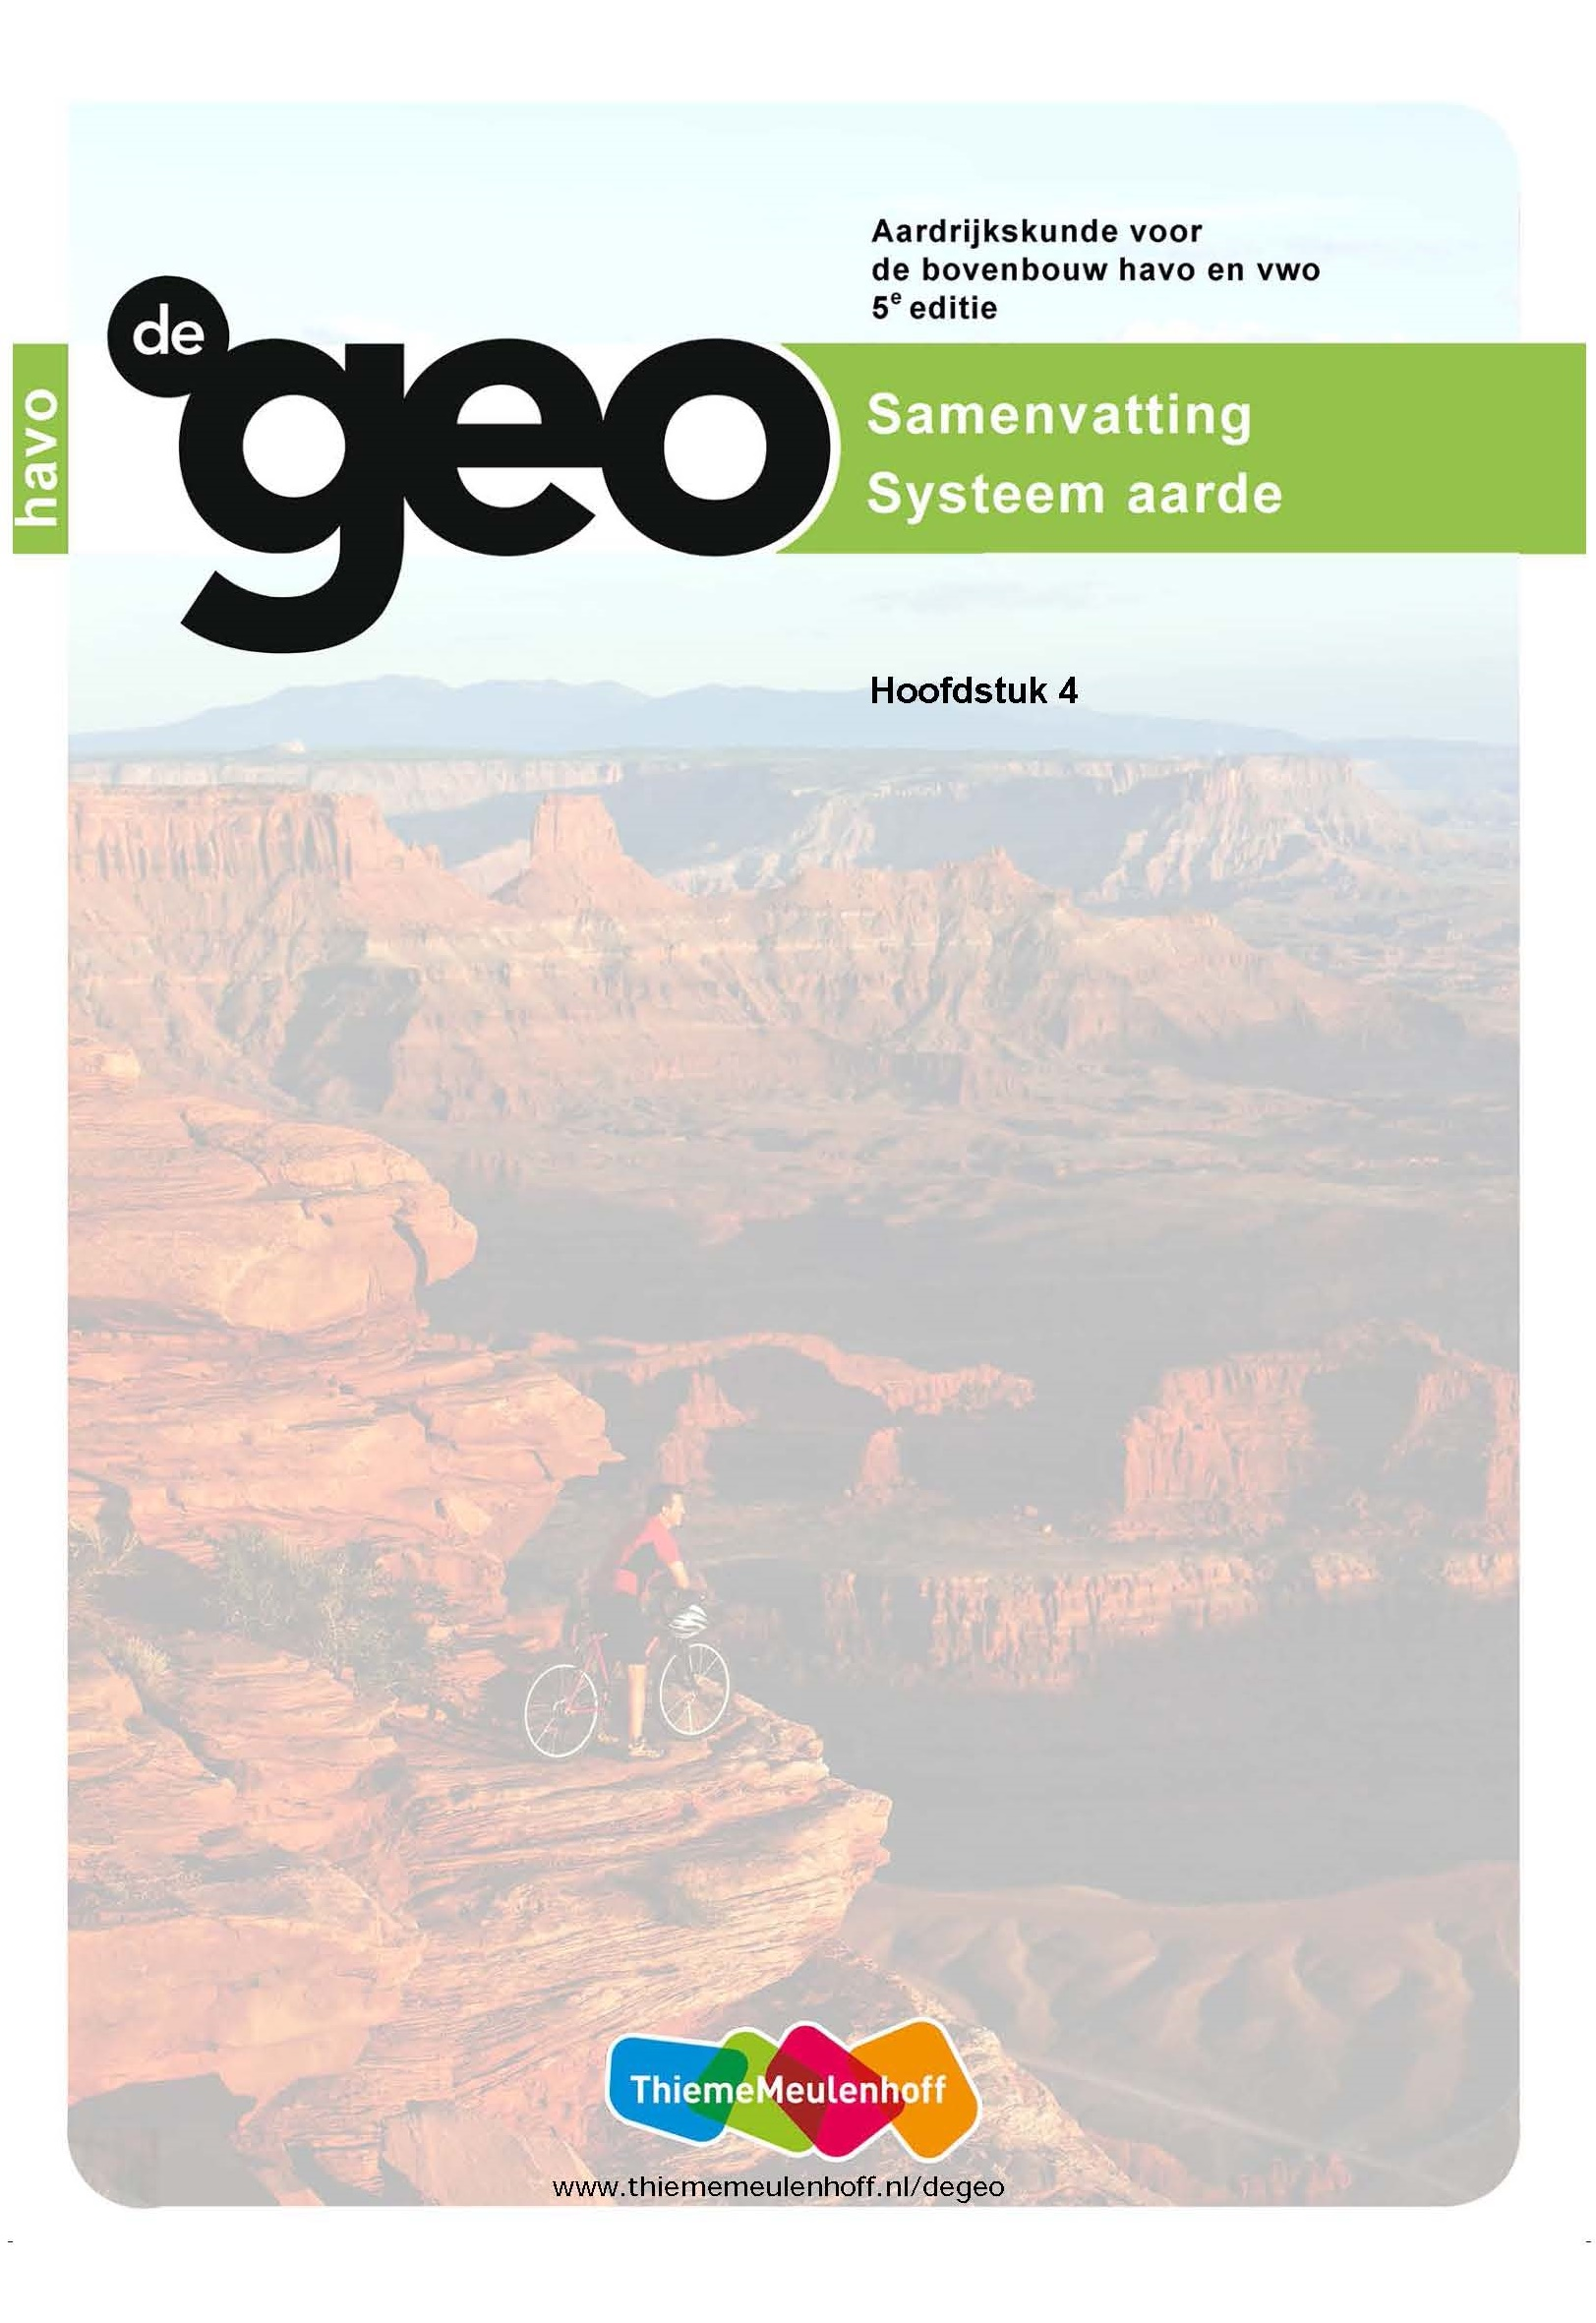 Aardrijkskunde voor
de bovenbouw havo en vwo
5e editie
havo
de geo
Samenvatting
Systeem aarde
Hoofdstuk 4
ThiemeMeulenhoff
www.thiememeulenhoff.nl/degeo